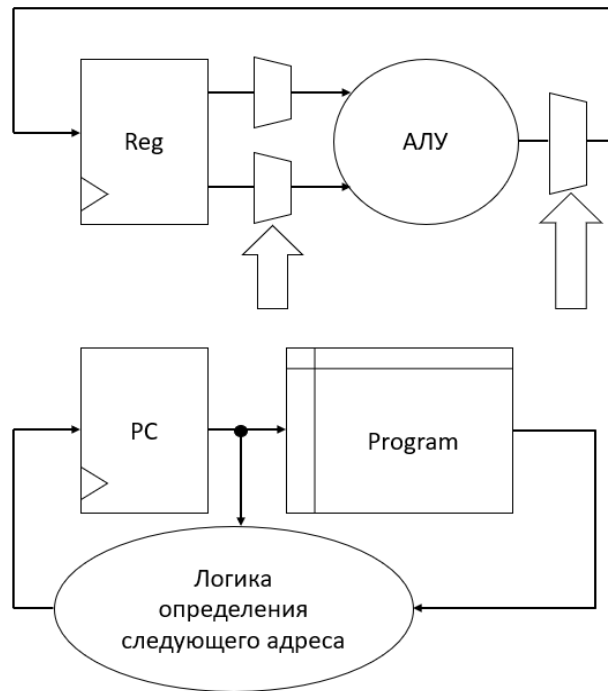 Reg
АЛУ
PC
Program
Логика
определения
следующего адреса